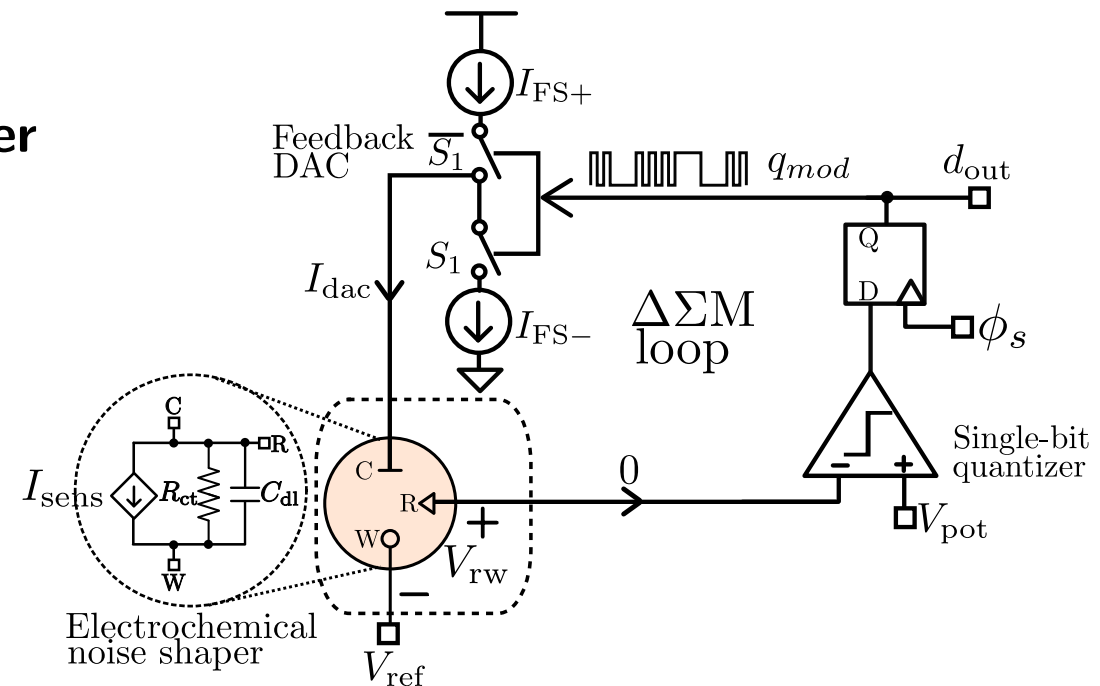 er
I_FS+
Feedback
DAC
S̅₁
q_mod
d_out
Q
S₁
D
I_dac
I_FS−
ΔΣM
loop
ϕ_s
C
R
I_sens
R_ct
C_dl
W
C
R
W
+
V_rw
−
0
−
+
Single-bit
quantizer
V_pot
Electrochemical
noise shaper
V_ref